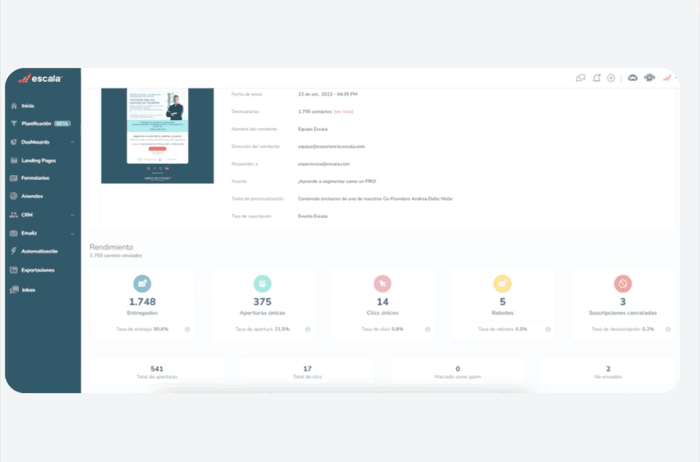 escala
Inicio
Planificación BETA
Dashboards
Landing Pages
Formularios
Anuncios
CRM
Emails
Automatización
Exportaciones
Inbox
Fecha de envío 23 de oct., 2023 - 04:35 PM
Destinatarios 1.755 contactos (ver lista)
Nombre del remitente Equipo Escala
Dirección del remitente equipo@experiencia-escala.com
Responder a experiencia@escala.com
Asunto ¡Aprende a segmentar como un PRO!
Texto de previsualización Contenido exclusivo de uno de nuestros Co-Founders Andres
Tipo de suscripción Evento Escala
Rendimiento
1.755 correos enviados
1.748
Entregados
Tasa de entrega 99.6%
375
Aperturas únicas
Tasa de apertura 21.5%
14
Clics únicos
Tasa de clics 0.8%
5
Rebotes
Tasa de rebotes 0.3%
3
Suscripciones canceladas
Tasa de desuscripción 0.2%
541
Total de aperturas
17
Total de clics
0
Marcado como spam
2
No enviados